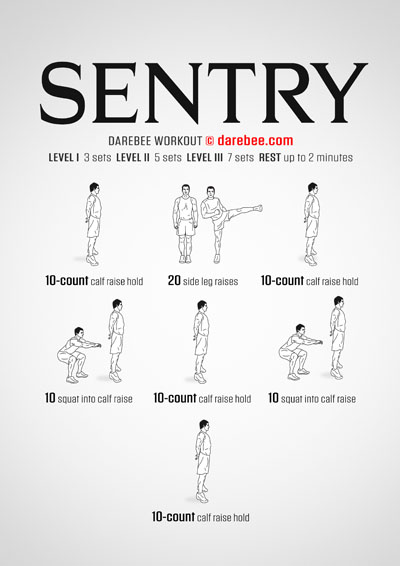 SENTRY
DAREBEE WORKOUT © darebee.com
LEVEL I 3 sets LEVEL II 5 sets LEVEL III 7 sets REST up to 2 minutes
10-count calf raise hold
20 side leg raises
10-count calf raise hold
10 squat into calf raise
10-count calf raise hold
10 squat into calf raise
10-count calf raise hold